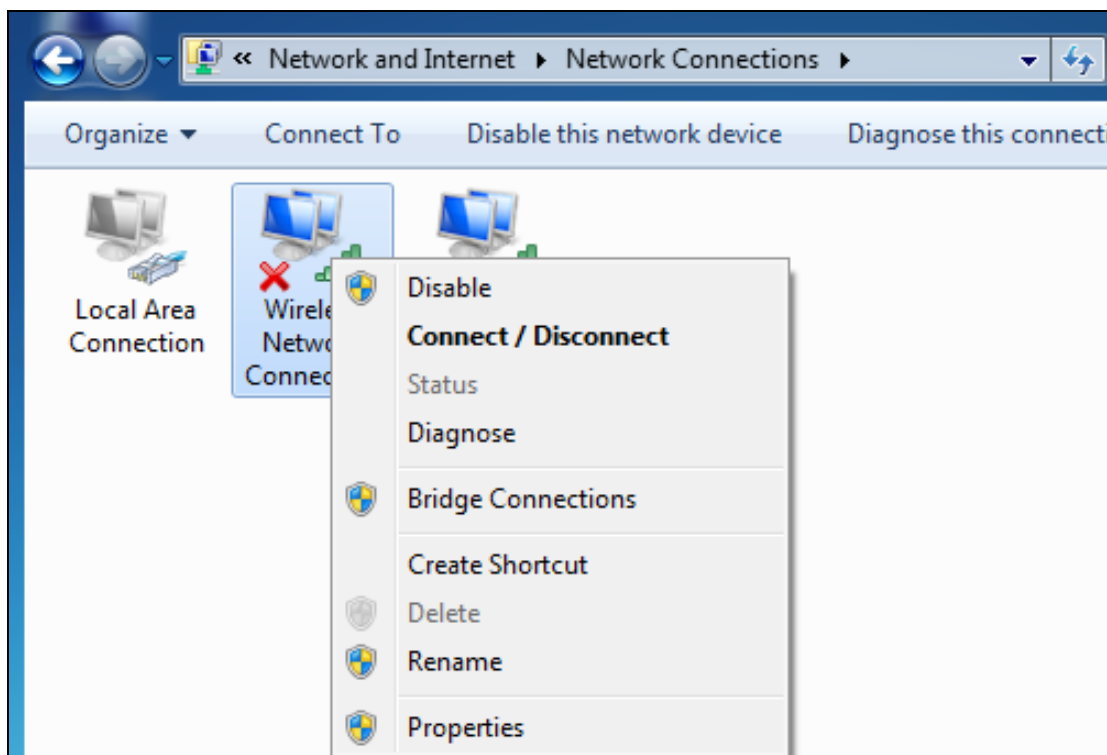 « Network and Internet ▸ Network Connections ▸
Organize ▾ Connect To Disable this network device Diagnose this connecti
Local Area
Connection
Wirele
Netwo
Connec
Disable
Connect / Disconnect
Status
Diagnose
Bridge Connections
Create Shortcut
Delete
Rename
Properties